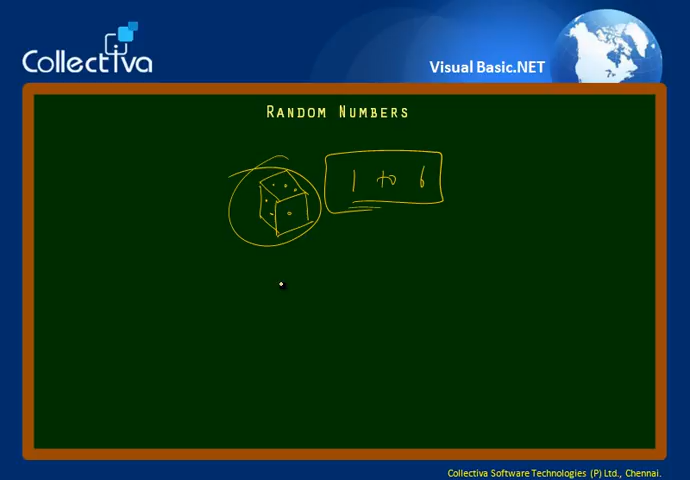 Collectiva
Visual Basic.NET
Random Numbers
1 to 6
Collectiva Software Technologies (P) Ltd., Chennai.